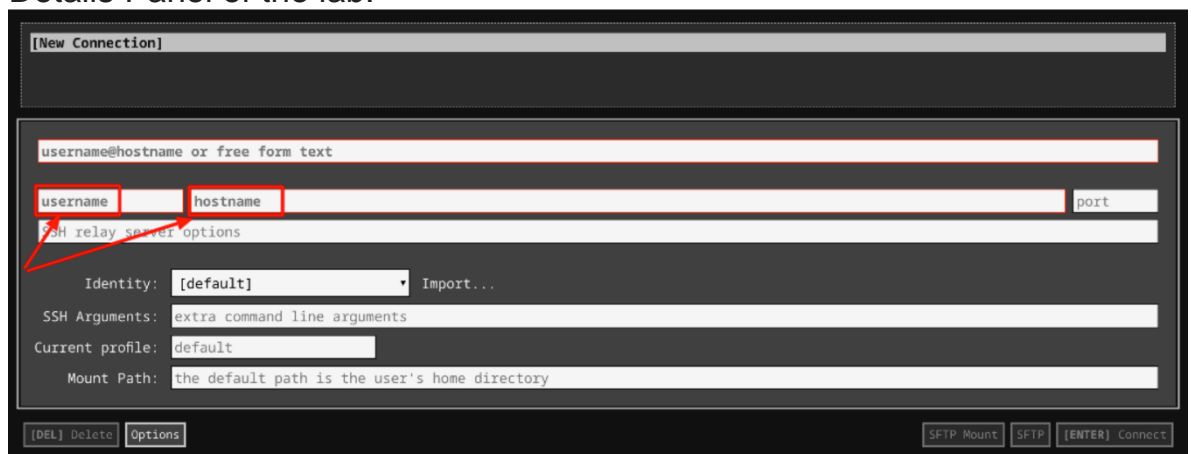 Details Panel of the lab.
[New Connection]
username@hostname or free form text
username hostname port
SSH relay server options
Identity: [default] Import...
SSH Arguments: extra command line arguments
Current profile: default
Mount Path: the default path is the user's home directory
[DEL] Delete Options SFTP Mount SFTP [ENTER] Connect